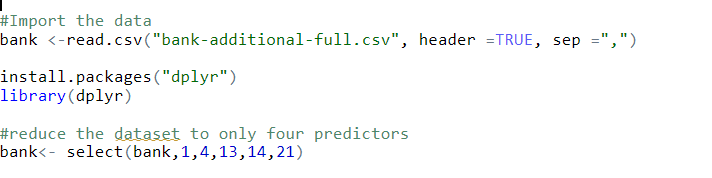 #Import the data
bank <-read.csv("bank-additional-full.csv", header =TRUE, sep =",")
install.packages("dplyr")
library(dplyr)
#reduce the dataset to only four predictors
bank<- select(bank,1,4,13,14,21)